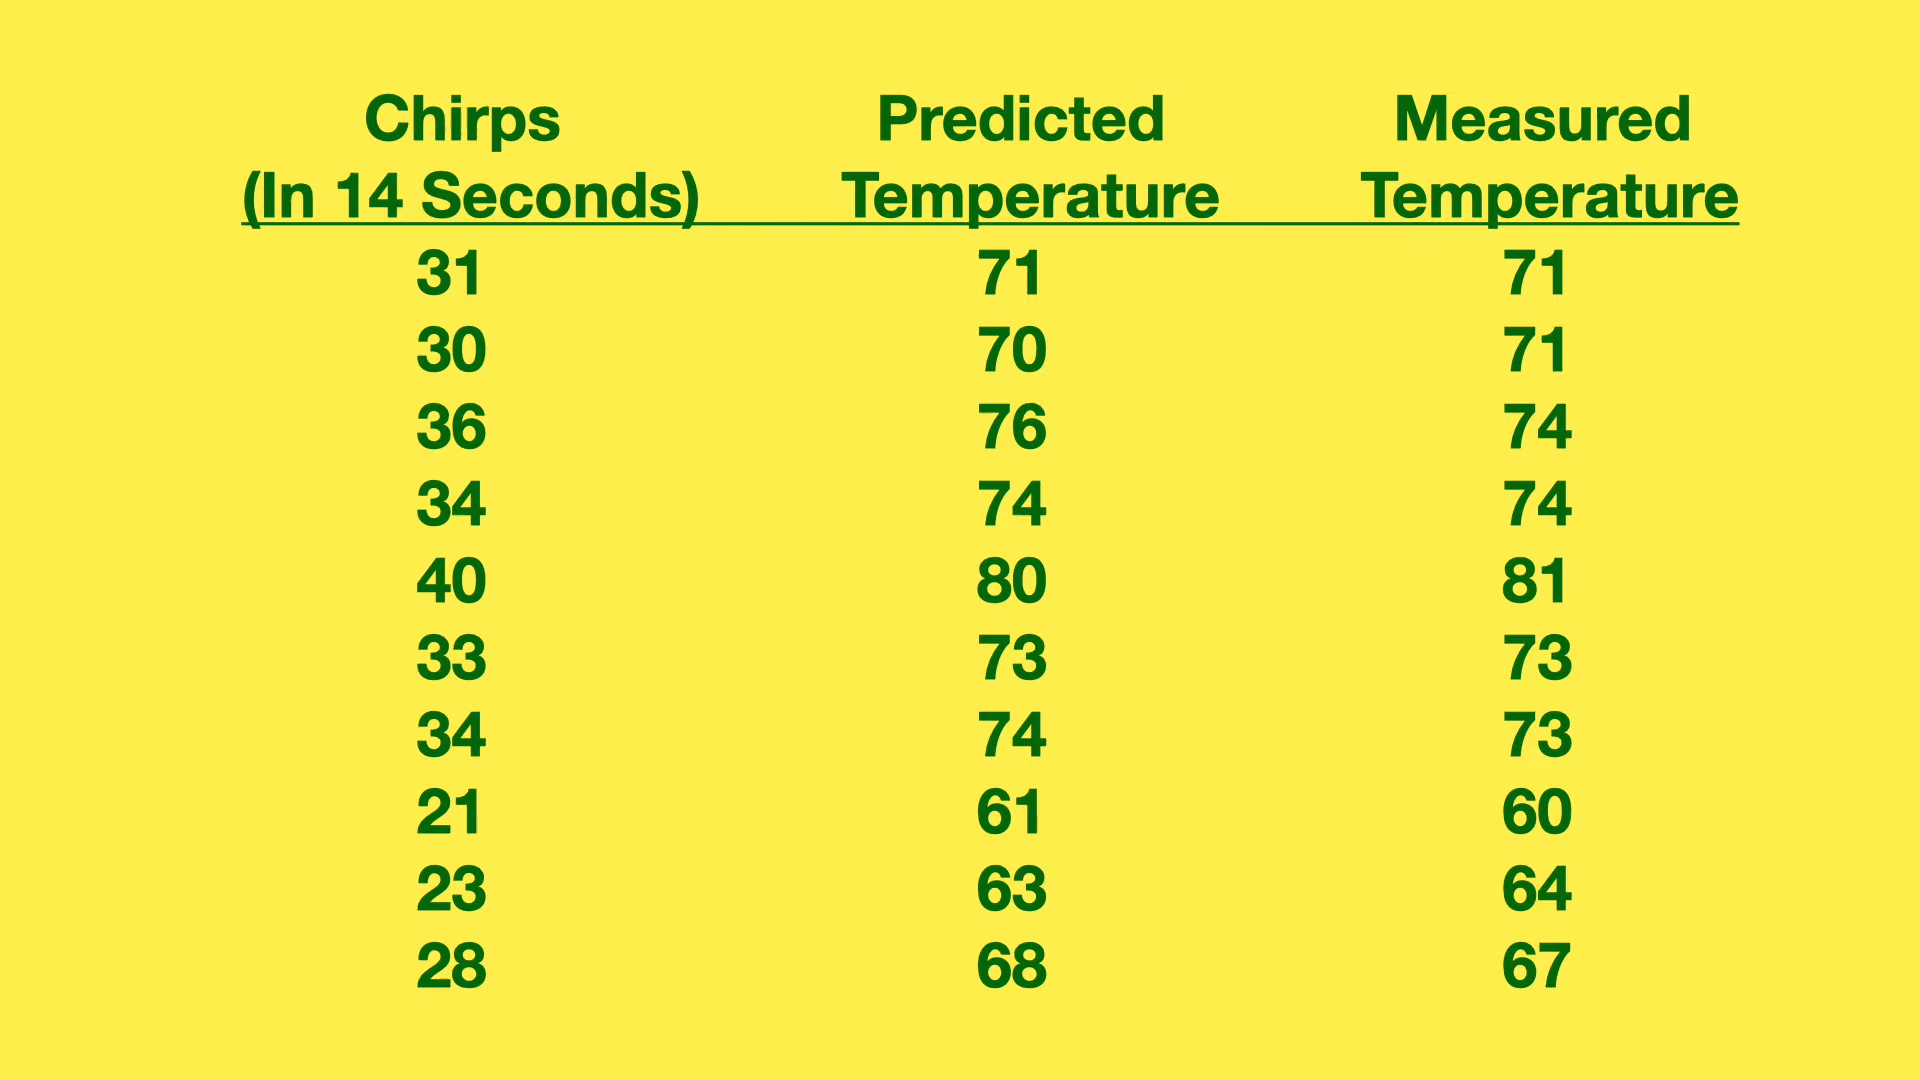 Chirps Predicted Measured
(In 14 Seconds) Temperature Temperature
31 71 71
30 70 71
36 76 74
34 74 74
40 80 81
33 73 73
34 74 73
21 61 60
23 63 64
28 68 67